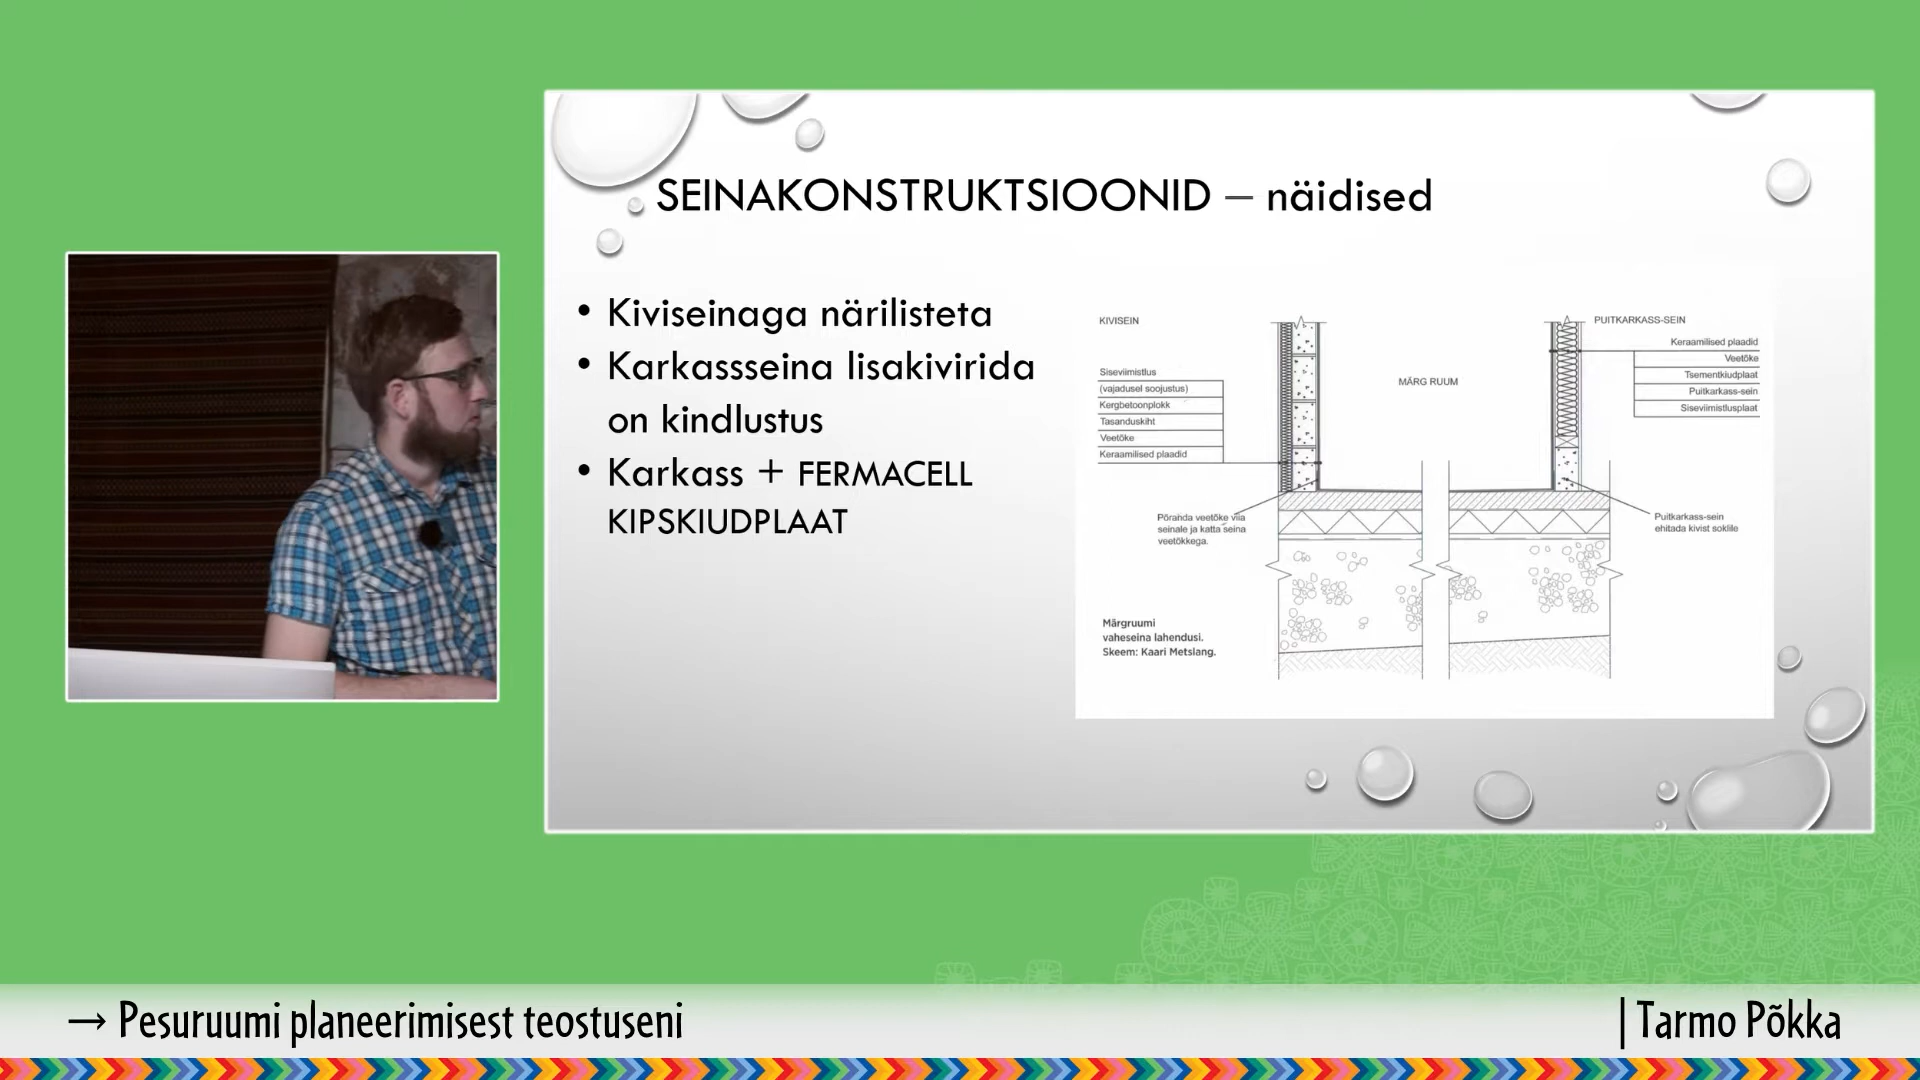 SEINAKONSTRUKTSIOONID – näidised
• Kiviseinaga närilisteta
• Karkassseina lisakivirida
on kindlustus
• Karkass + FERMACELL
KIPSKIUDPLAAT
KIVISEIN
Siseviimistlus
(vajadusel soojustus)
Kergbetoonplokk
Tasanduskiht
Veetõke
Keraamilised plaadid
MÄRG RUUM
PUITKARKASS-SEIN
Keraamilised plaadid
Veetõke
Tsementkiudplaat
Puitkarkass-sein
Siseviimistlusplaat
Põranda veetõke viia
seinale ja katta seina
veetõkkega.
Puitkarkass-sein
ehitada kivist soklile
Märgruumi
vaheseina lahendusi.
Skeem: Kaari Metslang.
→ Pesuruumi planeerimisest teostuseni
| Tarmo Põkka